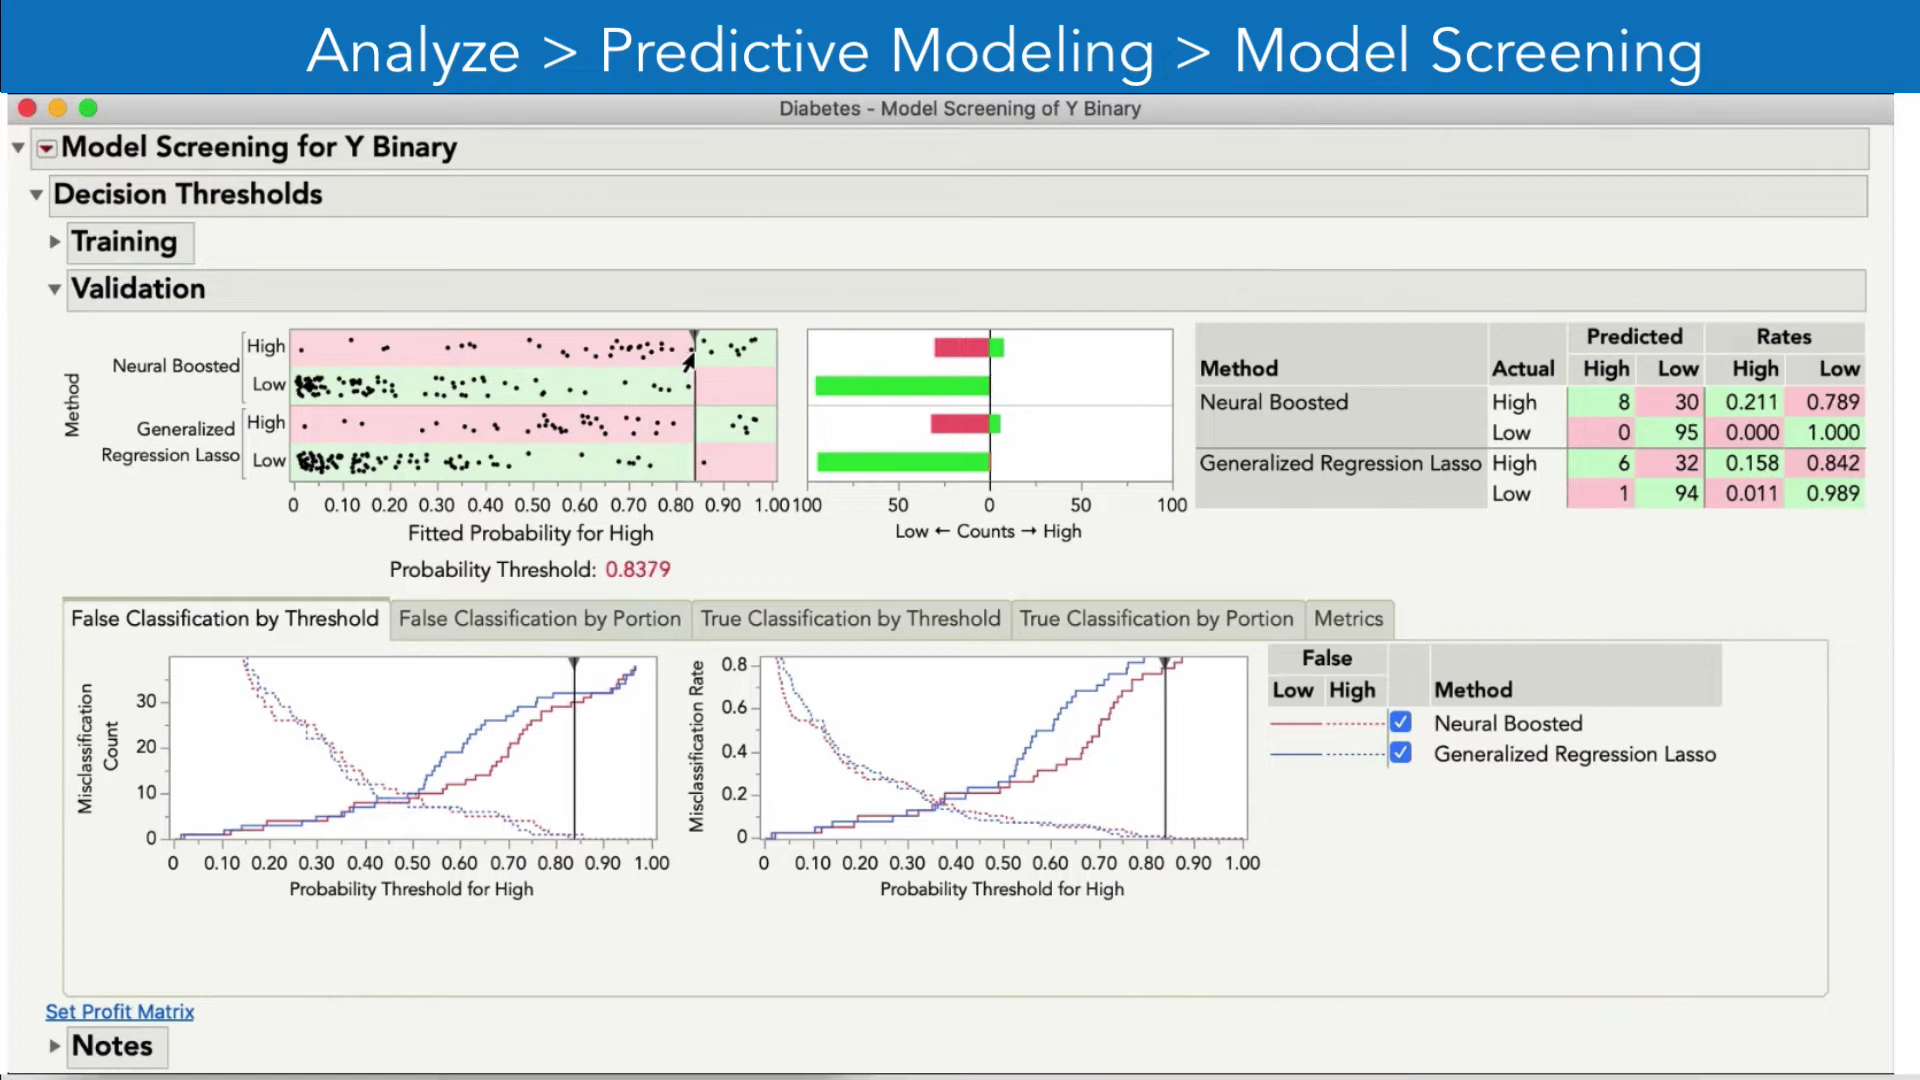 Analyze > Predictive Modeling > Model Screening
Diabetes - Model Screening of Y Binary
Model Screening for Y Binary
Decision Thresholds
Training
Validation
Method
Neural Boosted
High
Low
Generalized
Regression Lasso
High
Low
0 0.10 0.20 0.30 0.40 0.50 0.60 0.70 0.80 0.90 1.00
Fitted Probability for High
Probability Threshold: 0.8379
100 50 0 50 100
Low ← Counts → High
Predicted Rates
Method Actual High Low High Low
Neural Boosted High 8 30 0.211 0.789
Low 0 95 0.000 1.000
Generalized Regression Lasso High 6 32 0.158 0.842
Low 1 94 0.011 0.989
False Classification by Threshold
False Classification by Portion
True Classification by Threshold
True Classification by Portion
Metrics
Misclassification
Count
30
20
10
0
0 0.10 0.20 0.30 0.40 0.50 0.60 0.70 0.80 0.90 1.00
Probability Threshold for High
Misclassification Rate
0.8
0.6
0.4
0.2
0
0 0.10 0.20 0.30 0.40 0.50 0.60 0.70 0.80 0.90 1.00
Probability Threshold for High
False
Low High Method
Neural Boosted
Generalized Regression Lasso
Set Profit Matrix
Notes